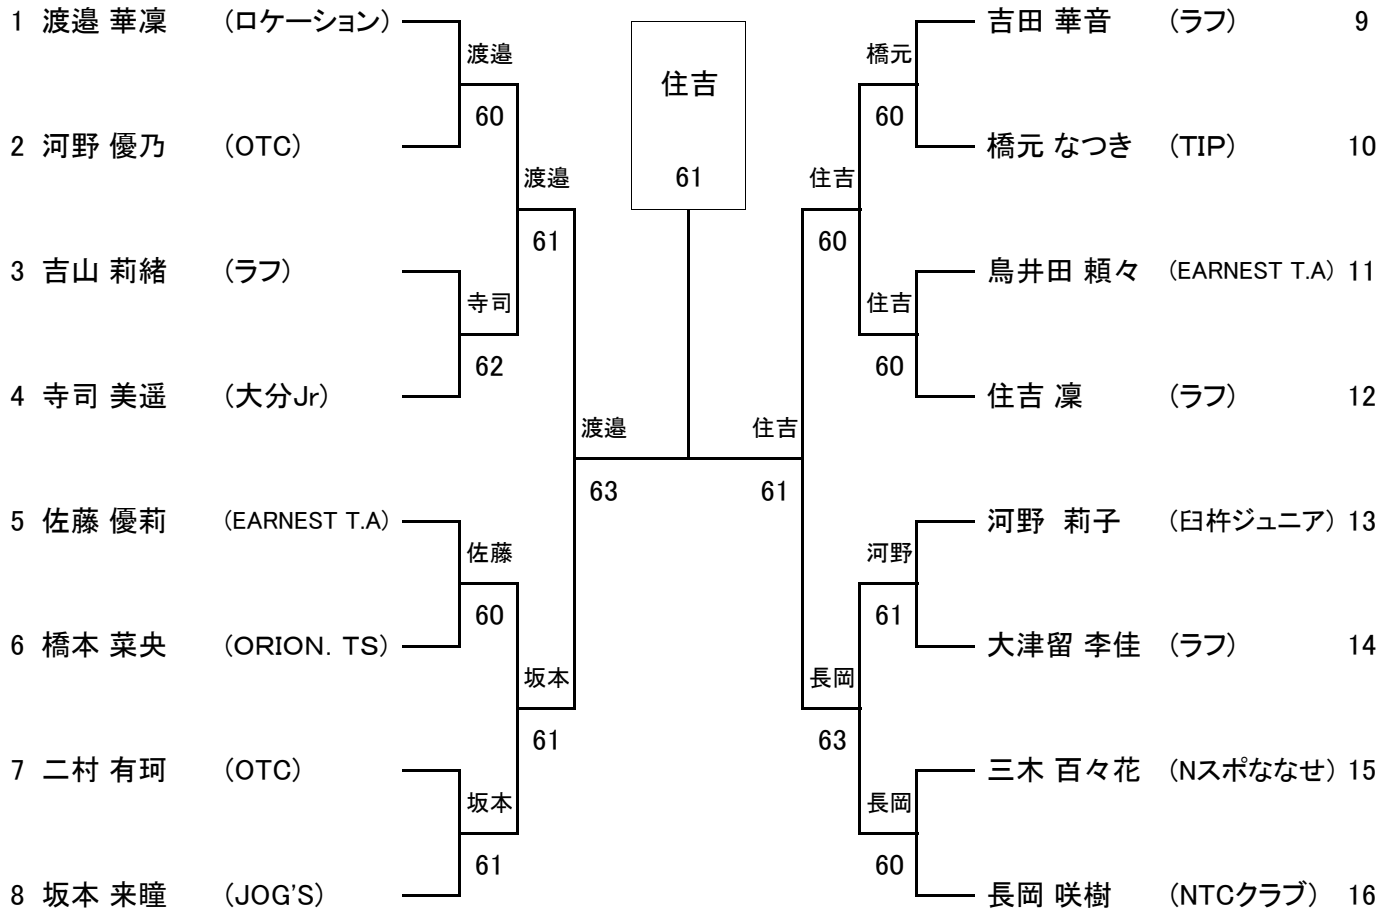 1 渡邉 華凜 (ロケーション) 吉田 華音 (ラフ) 9
渡邉 橋元
住吉
60 60
2 河野 優乃 (OTC) 橋元 なつき (TIP) 10
渡邉 61 住吉
61 60
3 吉山 莉緒 (ラフ) 鳥井田 頼々 (EARNEST T.A) 11
寺司 住吉
62 60
4 寺司 美遥 (大分Jr) 住吉 凜 (ラフ) 12
渡邉 住吉
63 61
5 佐藤 優莉 (EARNEST T.A) 河野 莉子 (臼杵ジュニア) 13
佐藤 河野
60 61
6 橋本 菜央 (ORION. TS) 大津留 李佳 (ラフ) 14
坂本 長岡
61 63
7 二村 有珂 (OTC) 三木 百々花 (Nスポななせ) 15
坂本 長岡
61 60
8 坂本 来瞳 (JOG'S) 長岡 咲樹 (NTCクラブ) 16